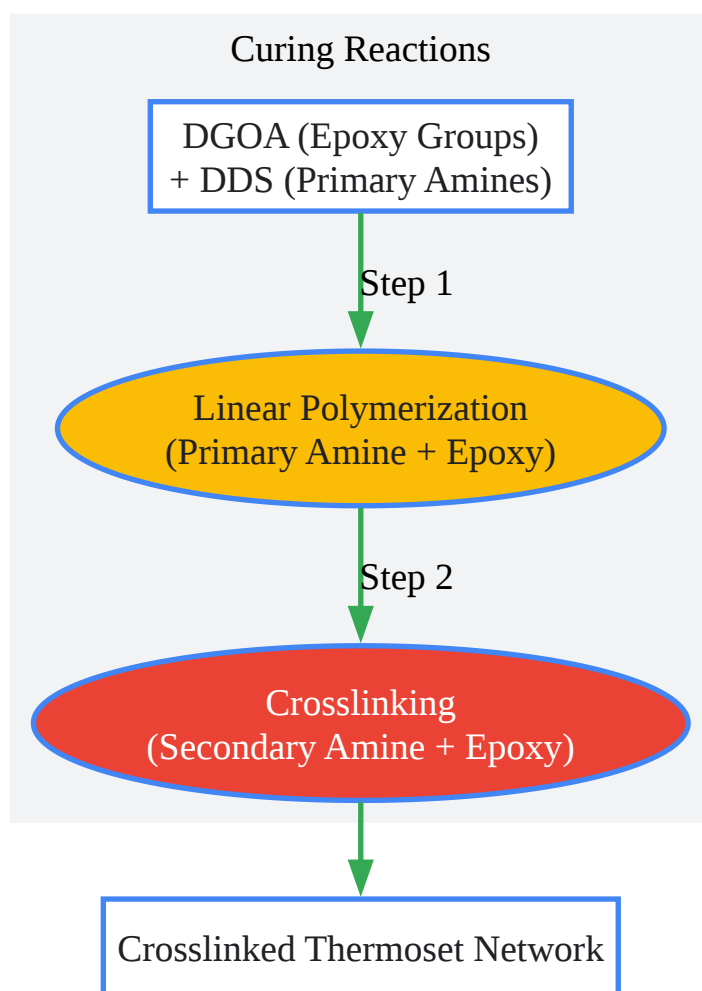 Curing Reactions
DGOA (Epoxy Groups)
+ DDS (Primary Amines)
Step 1
Linear Polymerization
(Primary Amine + Epoxy)
Step 2
Crosslinking
(Secondary Amine + Epoxy)
Crosslinked Thermoset Network